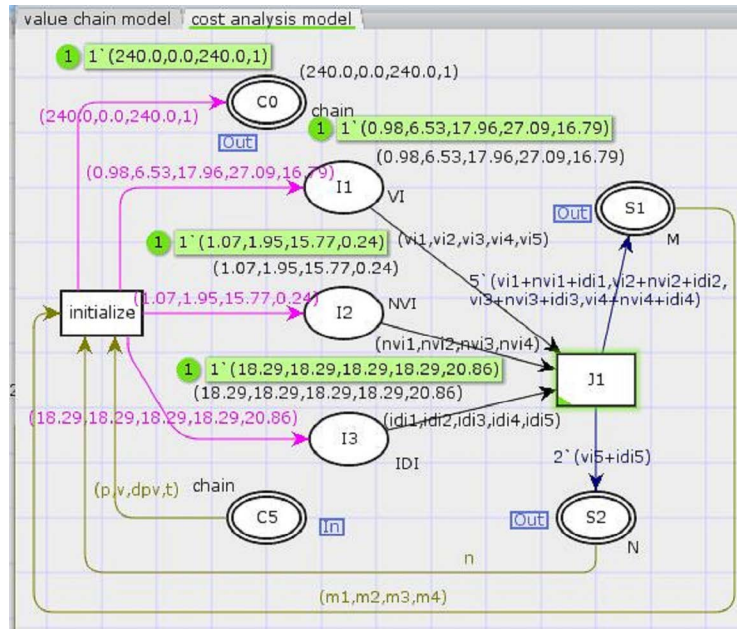 value chain model
cost analysis model
1
1`(240.0,0.0,240.0,1)
(240.0,0.0,240.0,1)
C0
(240.0,0.0,240.0,1)
chain
Out
1
1`(0.98,6.53,17.96,27.09,16.79)
(0.98,6.53,17.96,27.09,16.79)
(0.98,6.53,17.96,27.09,16.79)
I1
VI
Out
S1
M
1
1`(1.07,1.95,15.77,0.24)
(vi1,vi2,vi3,vi4,vi5)
(1.07,1.95,15.77,0.24)
5`(vi1+nvi1+idi1,vi2+nvi2+idi2,
vi3+nvi3+idi3,vi4+nvi4+idi4)
(1.07,1.95,15.77,0.24)
NVI
initialize
I2
(nvi1,nvi2,nvi3,nvi4)
1
1`(18.29,18.29,18.29,18.29,20.86)
J1
(18.29,18.29,18.29,18.29,20.86)
(18.29,18.29,18.29,18.29,20.86)
(idi1,idi2,idi3,idi4,idi5)
I3
IDI
2`(vi5+idi5)
(p,v,dpv,t)
chain
C5
In
Out
S2
N
n
(m1,m2,m3,m4)